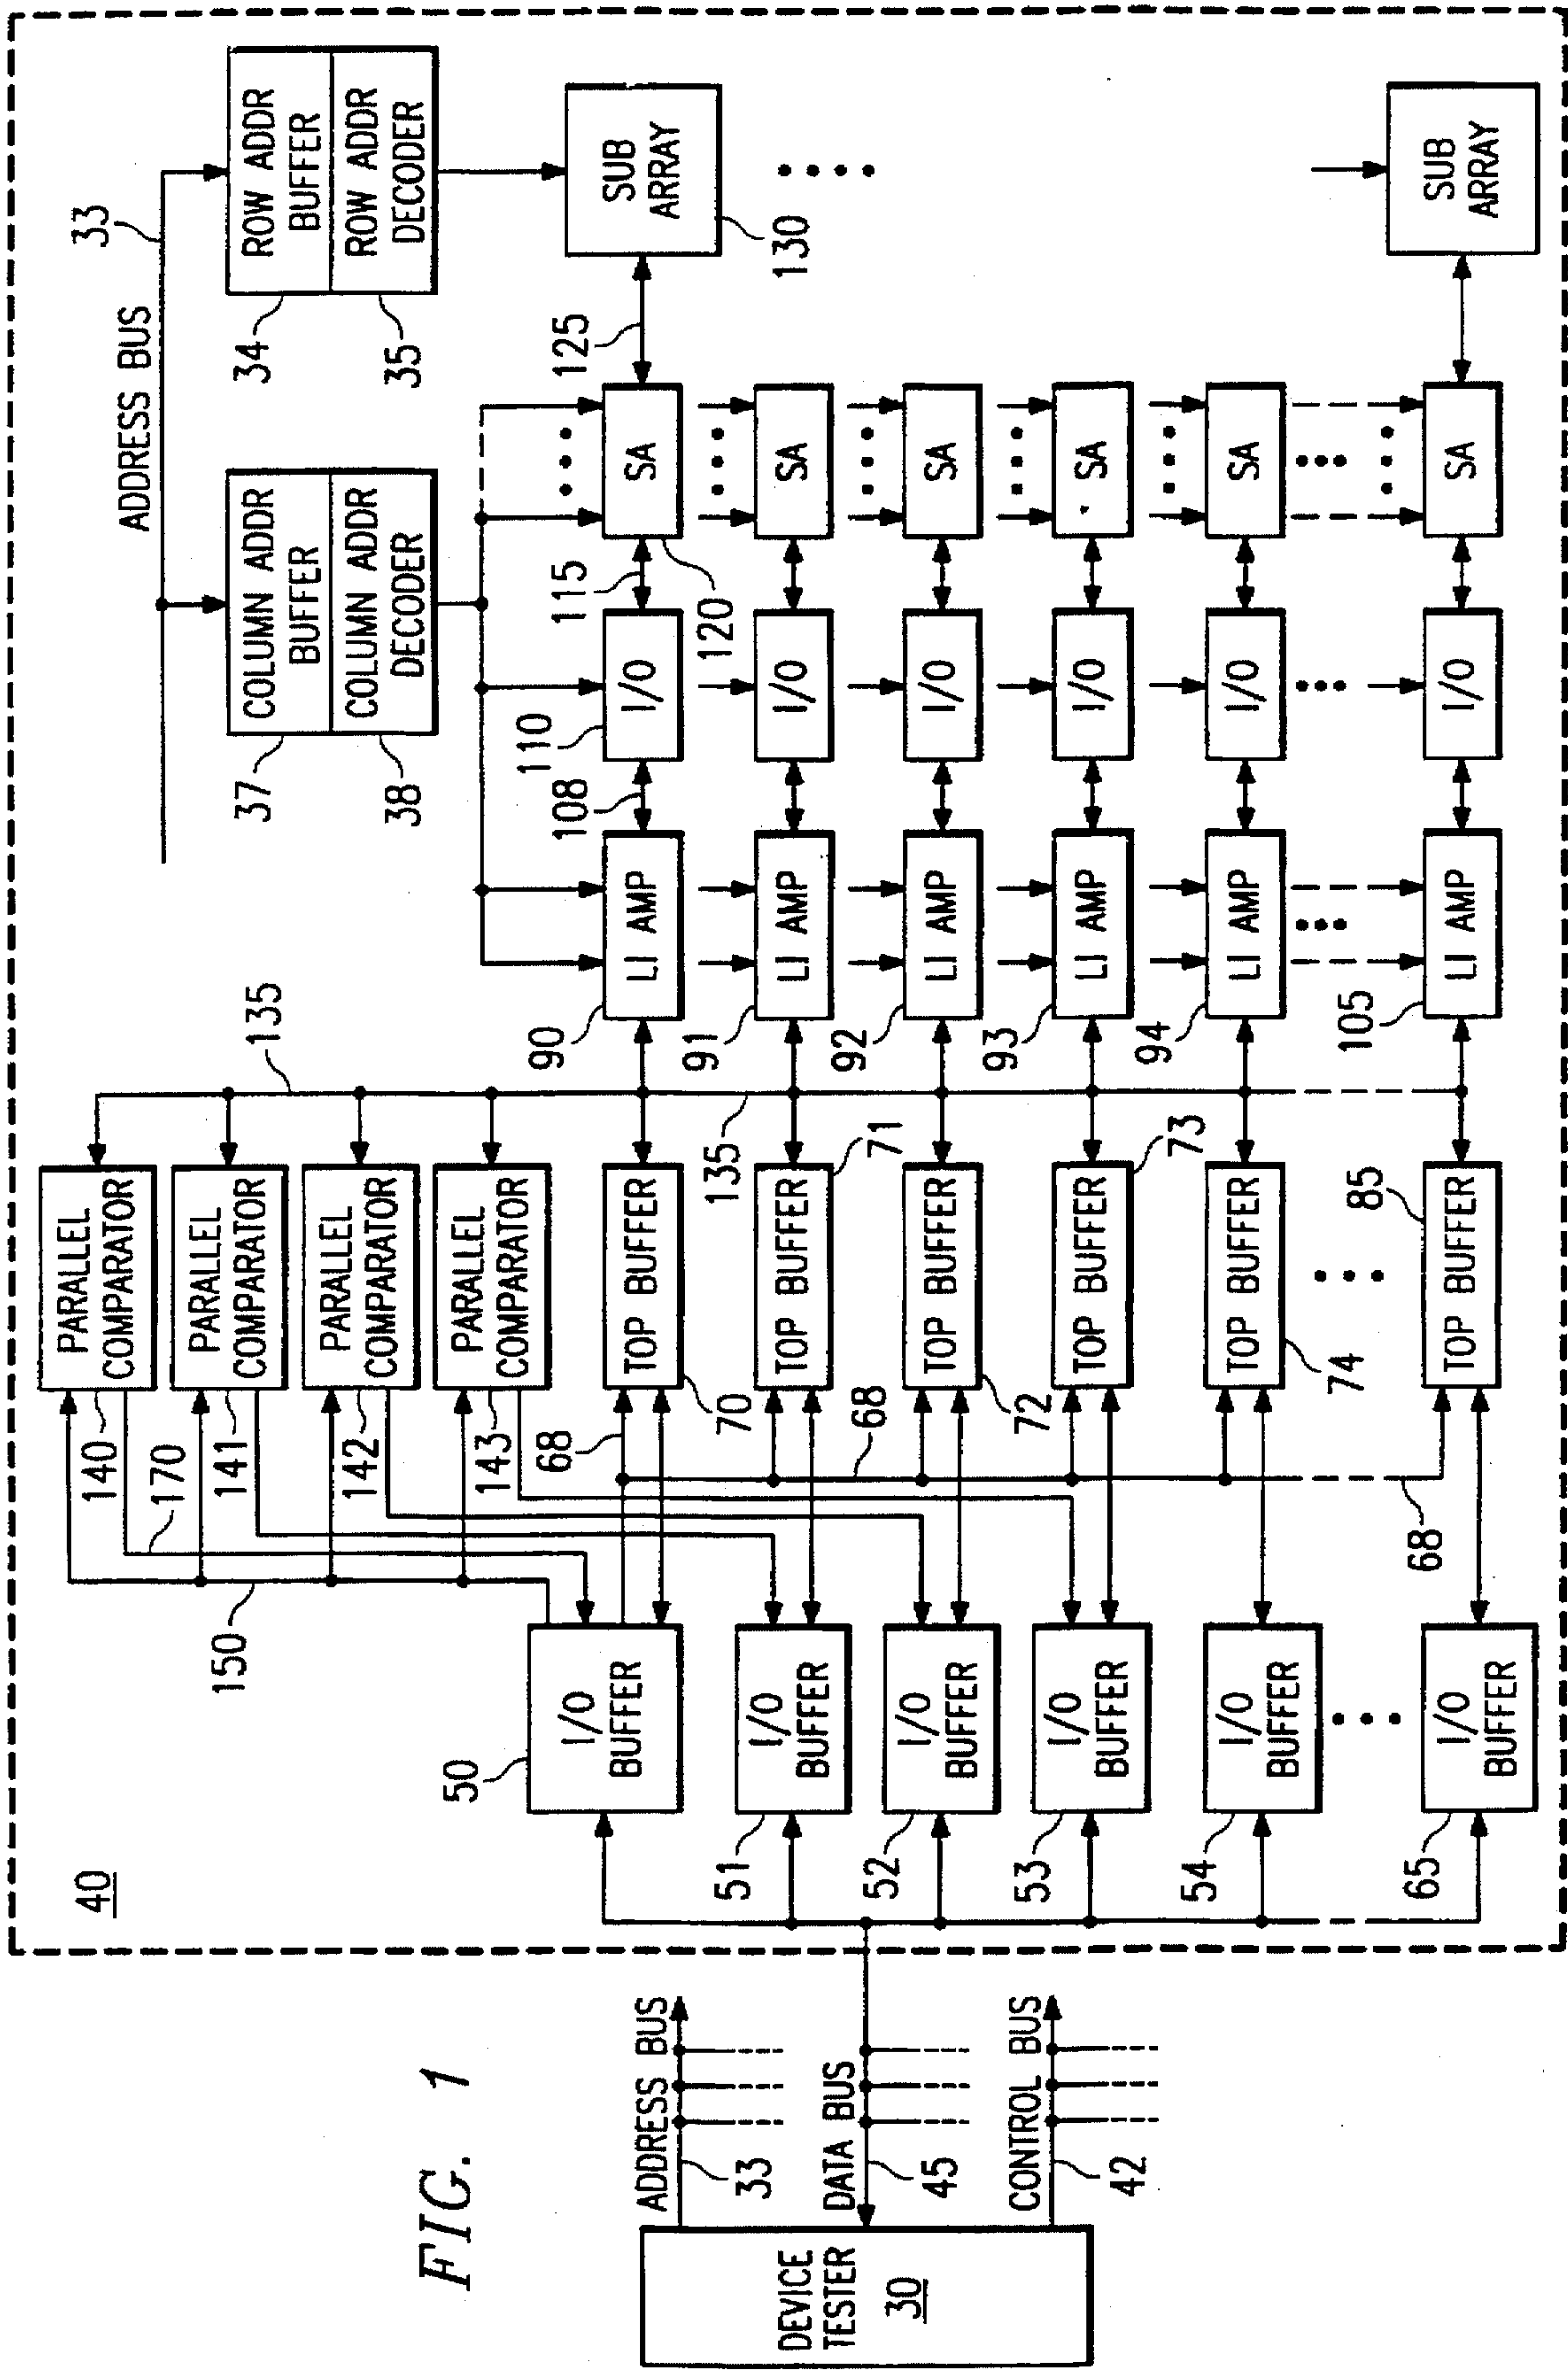 FIG. 1
DEVICE
TESTER
30
ADDRESS BUS
33
DATA BUS
45
CONTROL BUS
42
40
ADDRESS BUS
33
COLUMN ADDR
BUFFER
COLUMN ADDR
DECODER
37
38
ROW ADDR
BUFFER
ROW ADDR
DECODER
34
35
PARALLEL
COMPARATOR
140
170
PARALLEL
COMPARATOR
141
PARALLEL
COMPARATOR
142
PARALLEL
COMPARATOR
143
150
135
135
68
68
68
I/O
BUFFER
50
TOP BUFFER
70
LI AMP
90
108
I/O
110
115
SA
120
125
SUB
ARRAY
130
I/O
BUFFER
51
TOP BUFFER
71
LI AMP
91
I/O
SA
I/O
BUFFER
52
TOP BUFFER
72
LI AMP
92
I/O
SA
I/O
BUFFER
53
TOP BUFFER
73
LI AMP
93
I/O
SA
I/O
BUFFER
54
TOP BUFFER
74
LI AMP
94
I/O
SA
I/O
BUFFER
65
TOP BUFFER
85
LI AMP
105
I/O
SA
SUB
ARRAY